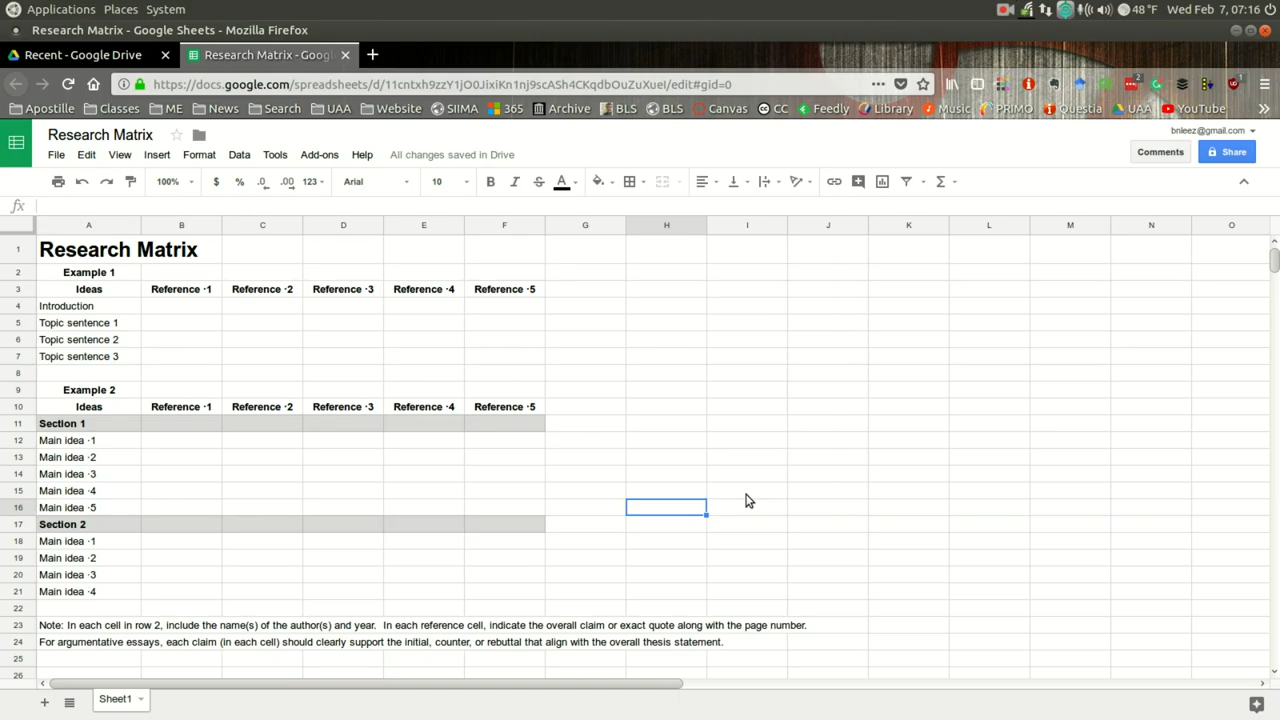 Applications Places System 48 °F Wed Feb 7, 07:16
Research Matrix - Google Sheets - Mozilla Firefox
Recent - Google Drive Research Matrix - Goog
https://docs.google.com/spreadsheets/d/11cntxh9zzY1jO0JixiKn1nj9scASh4CKqdbOuZuXueI/edit#gid=0 2 1
Apostille Classes ME News Search UAA Website SIIMA 365 Archive BLS BLS Canvas CC Feedly Library Music PRIMO Questia UAA YouTube
Research Matrix bnleez@gmail.com
File Edit View Insert Format Data Tools Add-ons Help All changes saved in Drive Comments Share
100% $ % .0 .00 123 Arial 10 B I S A Σ
fx
A B C D E F G H I J K L M N O
1 Research Matrix
2 Example 1
3 Ideas Reference ·1 Reference ·2 Reference ·3 Reference ·4 Reference ·5
4 Introduction
5 Topic sentence 1
6 Topic sentence 2
7 Topic sentence 3
8
9 Example 2
10 Ideas Reference ·1 Reference ·2 Reference ·3 Reference ·4 Reference ·5
11 Section 1
12 Main idea ·1
13 Main idea ·2
14 Main idea ·3
15 Main idea ·4
16 Main idea ·5
17 Section 2
18 Main idea ·1
19 Main idea ·2
20 Main idea ·3
21 Main idea ·4
22
23 Note: In each cell in row 2, include the name(s) of the author(s) and year. In each reference cell, indicate the overall claim or exact quote along with the page number.
24 For argumentative essays, each claim (in each cell) should clearly support the initial, counter, or rebuttal that align with the overall thesis statement.
25
26
Sheet1